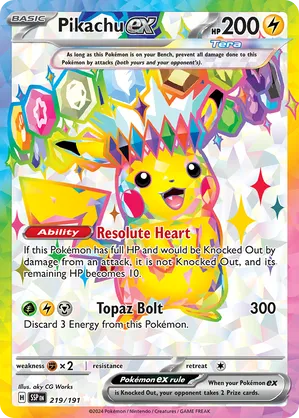 BASIC Pikachu ex HP 200
Tera
As long as this Pokémon is on your Bench, prevent all damage done to this
Pokémon by attacks (both yours and your opponent's).
Ability Resolute Heart
If this Pokémon has full HP and would be Knocked Out by
damage from an attack, it is not Knocked Out, and its
remaining HP becomes 10.
Topaz Bolt 300
Discard 3 Energy from this Pokémon.
weakness ×2 resistance retreat
Illus. aky CG Works
Pokémon ex rule When your Pokémon ex
is Knocked Out, your opponent takes 2 Prize cards.
H SSP EN 219/191
©2024 Pokémon / Nintendo / Creatures / GAME FREAK